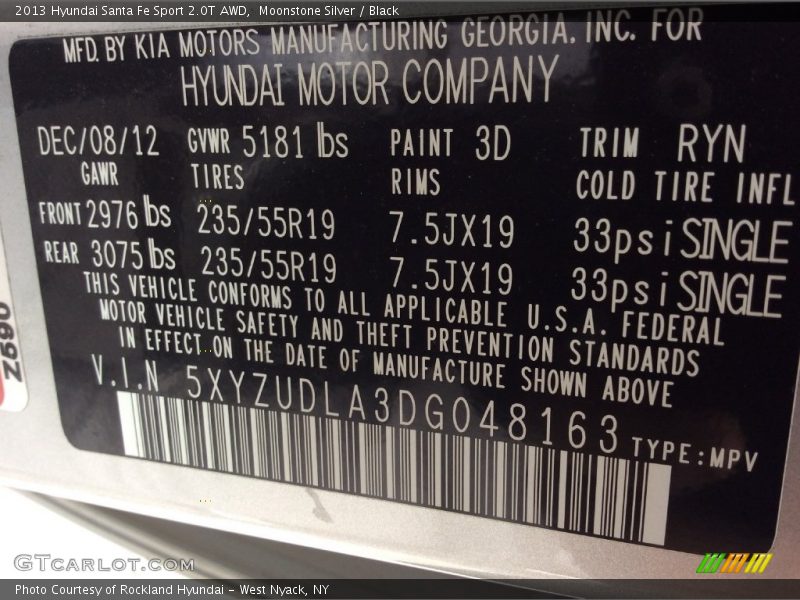 2013 Hyundai Santa Fe Sport 2.0T AWD,  Moonstone Silver / Black
MFD. BY KIA MOTORS MANUFACTURING GEORGIA. INC. FOR
HYUNDAI MOTOR COMPANY
DEC/08/12 GVWR 5181 lbs PAINT 3D TRIM RYN
GAWR TIRES RIMS COLD TIRE INFL
FRONT 2976 lbs 235/55R19 7.5JX19 33psi SINGLE
REAR 3075 lbs 235/55R19 7.5JX19 33psi SINGLE
THIS VEHICLE CONFORMS TO ALL APPLICABLE U.S.A. FEDERAL
MOTOR VEHICLE SAFETY AND THEFT PREVENTION STANDARDS
IN EFFECT ON THE DATE OF MANUFACTURE SHOWN ABOVE
V.I.N 5XYZUDLA3DG048163 TYPE:MPV
Z590
GTcarlot.com
Photo Courtesy of Rockland Hyundai - West Nyack, NY